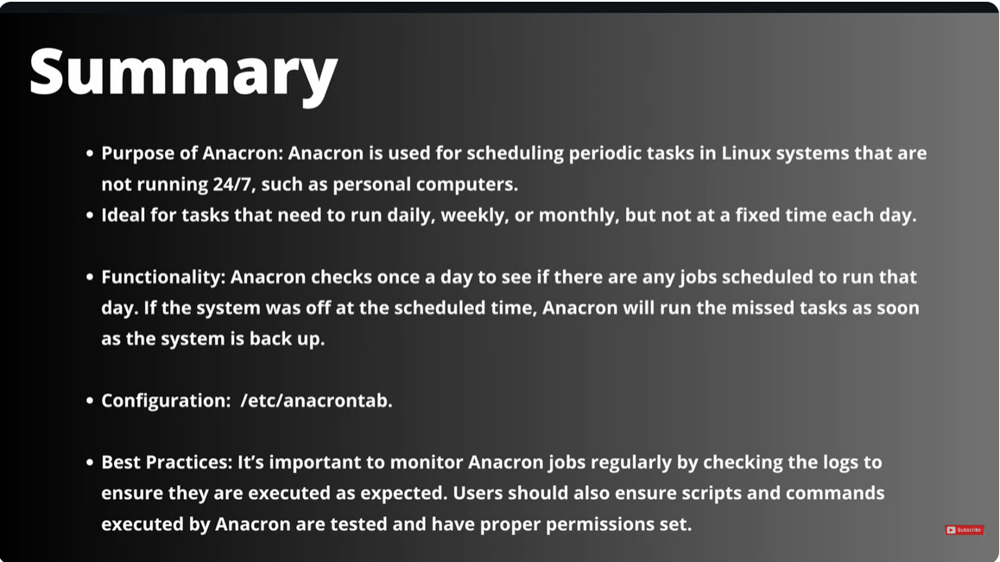 Summary
• Purpose of Anacron: Anacron is used for scheduling periodic tasks in Linux systems that are
not running 24/7, such as personal computers.
• Ideal for tasks that need to run daily, weekly, or monthly, but not at a fixed time each day.
• Functionality: Anacron checks once a day to see if there are any jobs scheduled to run that
day. If the system was off at the scheduled time, Anacron will run the missed tasks as soon
as the system is back up.
• Configuration:  /etc/anacrontab.
• Best Practices: It’s important to monitor Anacron jobs regularly by checking the logs to
ensure they are executed as expected. Users should also ensure scripts and commands
executed by Anacron are tested and have proper permissions set.
Subscribe